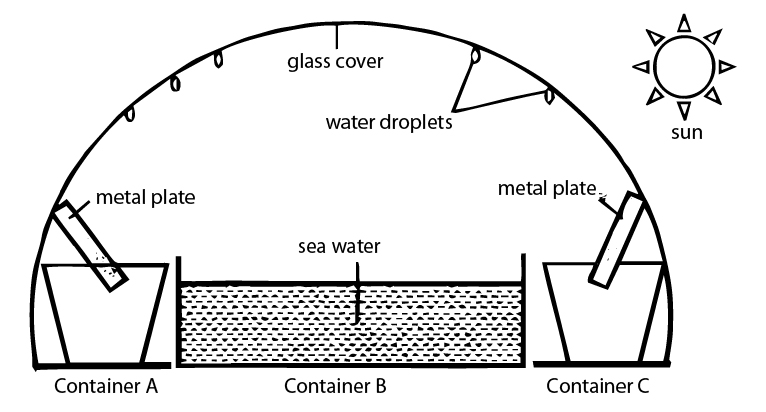 glass cover
water droplets
sun
metal plate
metal plate
sea water
Container A
Container B
Container C